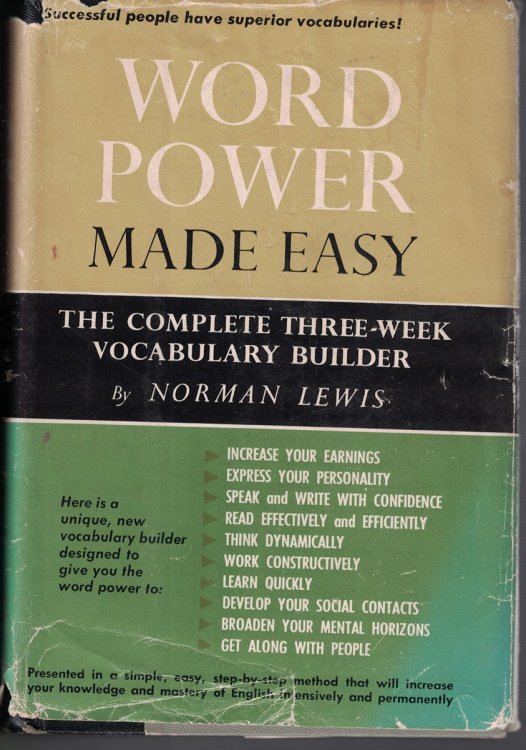 Successful people have superior vocabularies!
WORD
POWER
MADE EASY
THE COMPLETE THREE-WEEK
VOCABULARY BUILDER
By NORMAN LEWIS
Here is a
unique, new
vocabulary builder
designed to
give you the
word power to:
INCREASE YOUR EARNINGS
EXPRESS YOUR PERSONALITY
SPEAK and WRITE WITH CONFIDENCE
READ EFFECTIVELY and EFFICIENTLY
THINK DYNAMICALLY
WORK CONSTRUCTIVELY
LEARN QUICKLY
DEVELOP YOUR SOCIAL CONTACTS
BROADEN YOUR MENTAL HORIZONS
GET ALONG WITH PEOPLE
Presented in a simple, easy, step-by-step method that will increase
your knowledge and mastery of English intensively and permanently